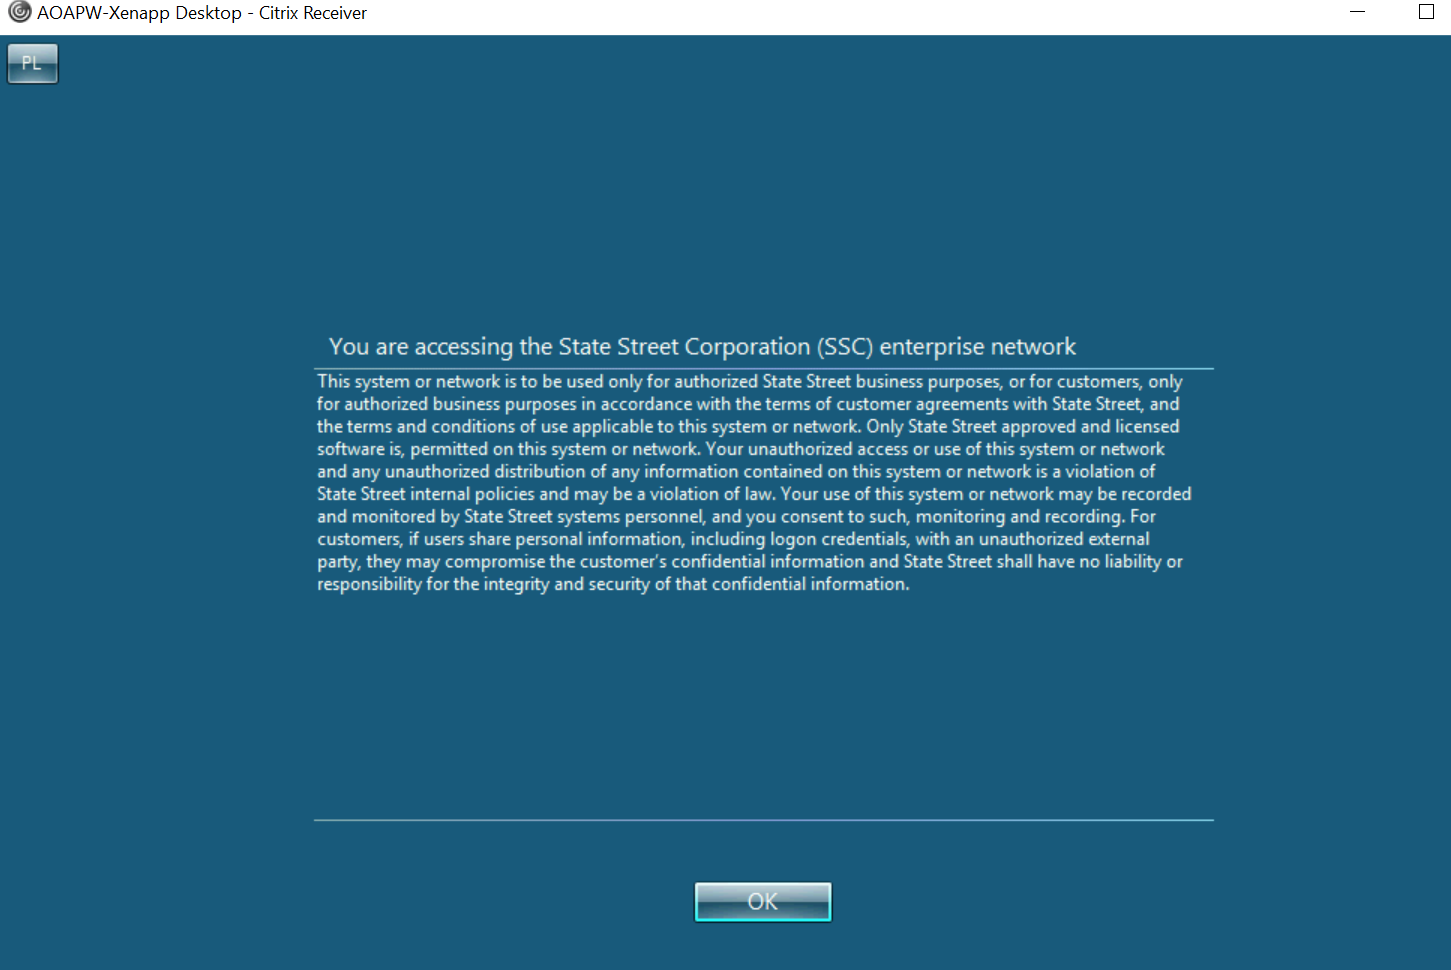 AOAPW-Xenapp Desktop - Citrix Receiver
PL
You are accessing the State Street Corporation (SSC) enterprise network
This system or network is to be used only for authorized State Street business purposes, or for customers, only
for authorized business purposes in accordance with the terms of customer agreements with State Street, and
the terms and conditions of use applicable to this system or network. Only State Street approved and licensed
software is, permitted on this system or network. Your unauthorized access or use of this system or network
and any unauthorized distribution of any information contained on this system or network is a violation of
State Street internal policies and may be a violation of law. Your use of this system or network may be recorded
and monitored by State Street systems personnel, and you consent to such, monitoring and recording. For
customers, if users share personal information, including logon credentials, with an unauthorized external
party, they may compromise the customer's confidential information and State Street shall have no liability or
responsibility for the integrity and security of that confidential information.
OK